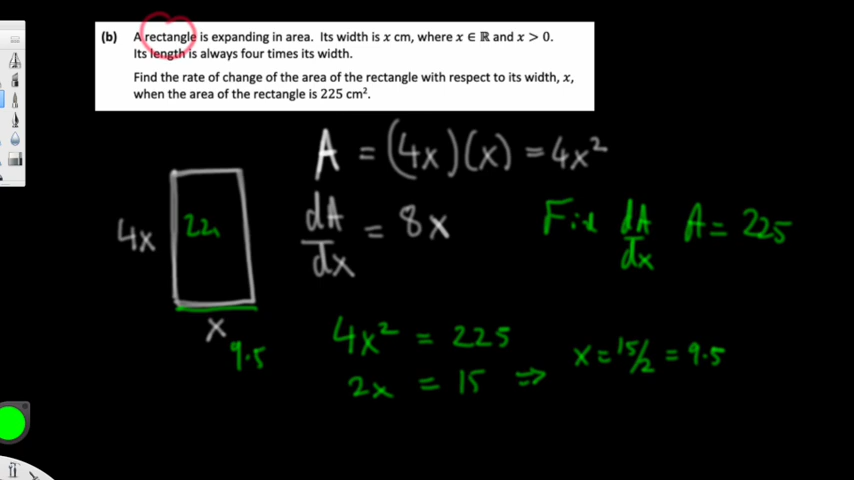 (b) A rectangle is expanding in area. Its width is x cm, where x ∈ ℝ and x > 0.
Its length is always four times its width.
Find the rate of change of the area of the rectangle with respect to its width, x,
when the area of the rectangle is 225 cm².
A = (4x)(x) = 4x²
4x
dA/dx = 8x
Find dA/dx A = 225
x
9.5
4x² = 225
2x = 15 ⇒ x = 15/2 = 9.5